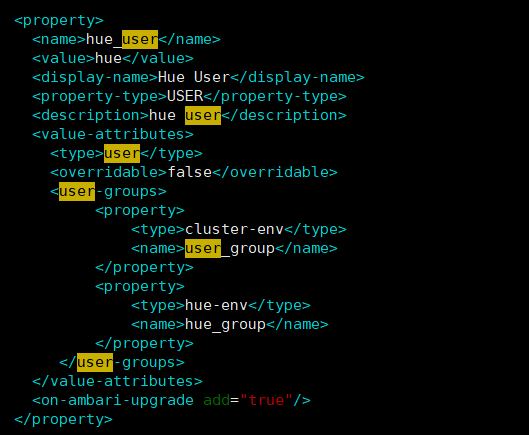 <property>
<name>hue_user</name>
<value>hue</value>
<display-name>Hue User</display-name>
<property-type>USER</property-type>
<description>hue user</description>
<value-attributes>
<type>user</type>
<overridable>false</overridable>
<user-groups>
<property>
<type>cluster-env</type>
<name>user_group</name>
</property>
<property>
<type>hue-env</type>
<name>hue_group</name>
</property>
</user-groups>
</value-attributes>
<on-ambari-upgrade add="true"/>
</property>